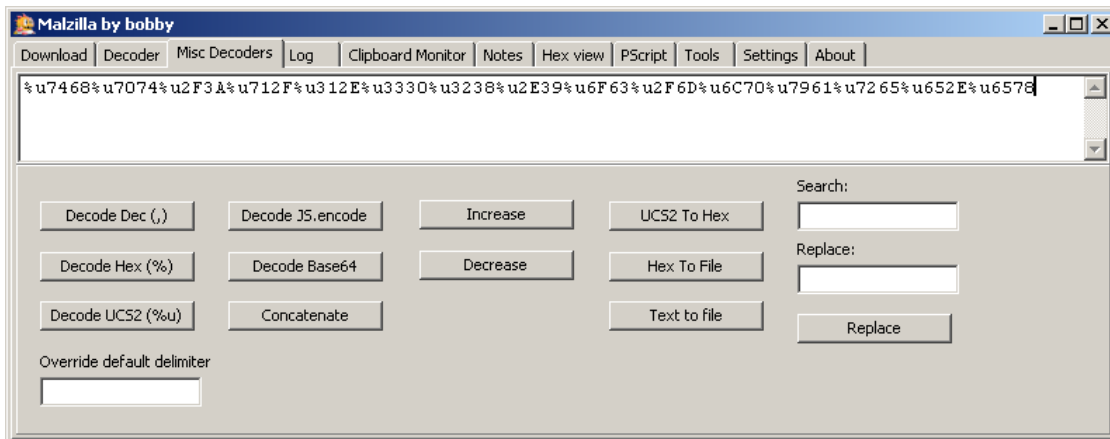 Malzilla by bobby
Download Decoder Misc Decoders Log Clipboard Monitor Notes Hex view PScript Tools Settings About
%u7468%u7074%u2F3A%u712F%u312E%u3330%u3238%u2E39%u6F63%u2F6D%u6C70%u7961%u7265%u652E%u6578
Search:
Decode Dec (,) Decode JS.encode Increase UCS2 To Hex
Replace:
Decode Hex (%) Decode Base64 Decrease Hex To File
Decode UCS2 (%u) Concatenate Text to file Replace
Override default delimiter